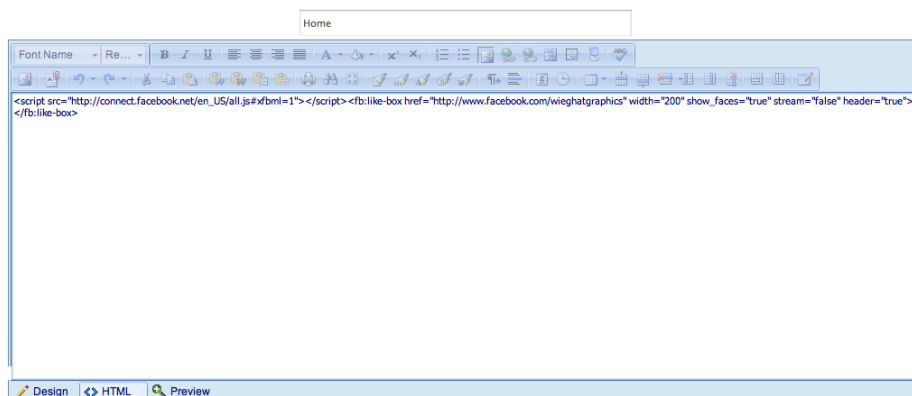 Home
Font Name Re... B I U A x² x, ABC
<script src="http://connect.facebook.net/en_US/all.js#xfbml=1"></script><fb:like-box href="http://www.facebook.com/wieghatgraphics" width="200" show_faces="true" stream="false" header="true">
</fb:like-box>
Design <> HTML Preview